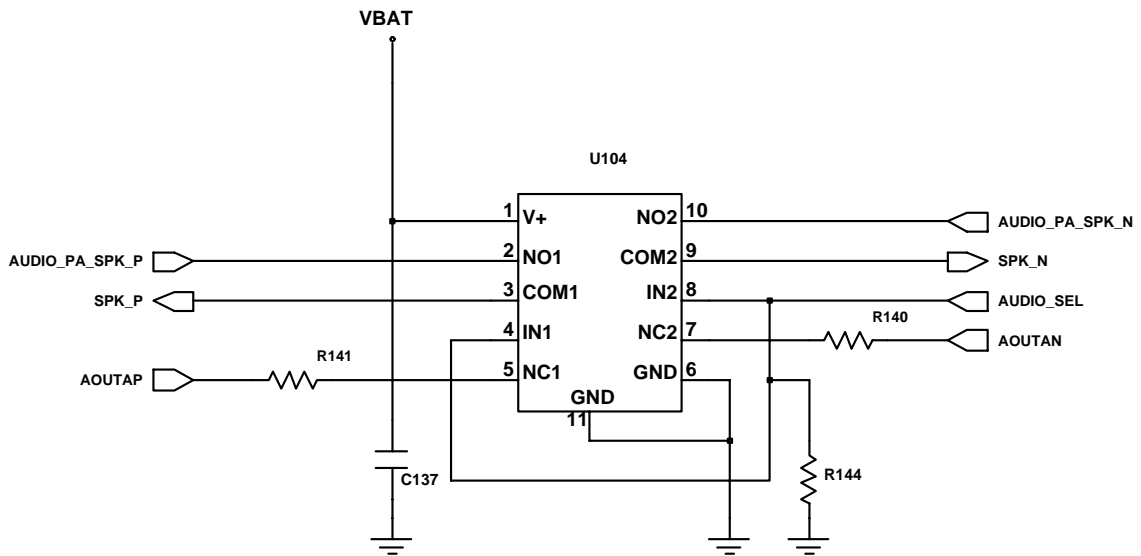 VBAT
U104
1 V+ NO2 10 AUDIO_PA_SPK_N
AUDIO_PA_SPK_P 2 NO1 COM2 9 SPK_N
SPK_P 3 COM1 IN2 8 AUDIO_SEL
4 IN1 NC2 7 R140 AOUTAN
AOUTAP R141 5 NC1 GND 6
GND
11
C137 R144